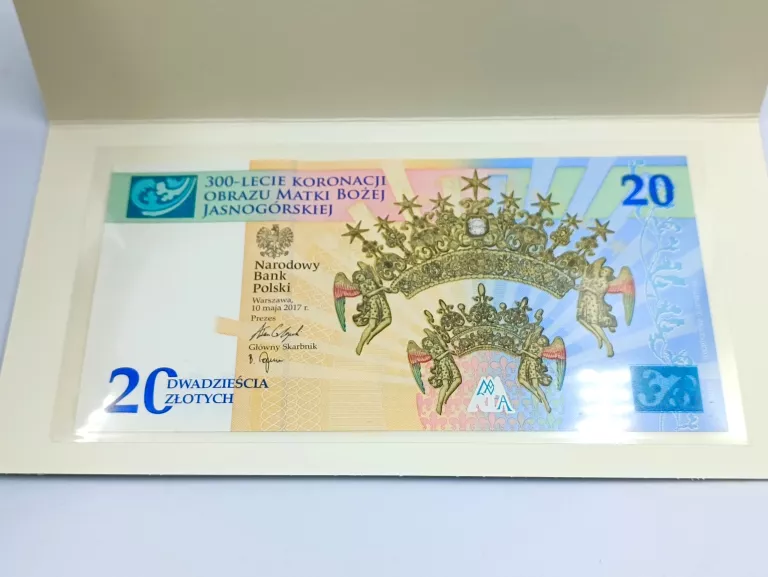 300-LECIE KORONACJI
OBRAZU MATKI BOŻEJ
JASNOGÓRSKIEJ
20
Narodowy
Bank
Polski
Warszawa,
10 maja 2017 r.
Prezes
Główny Skarbnik
20 DWADZIEŚCIA
ZŁOTYCH